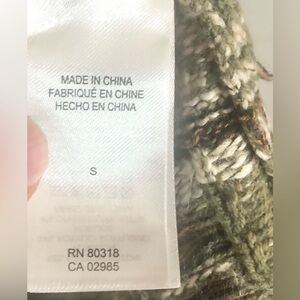 MADE IN CHINA
FABRIQUÉ EN CHINE
HECHO EN CHINA
S
RN 80318
CA 02985